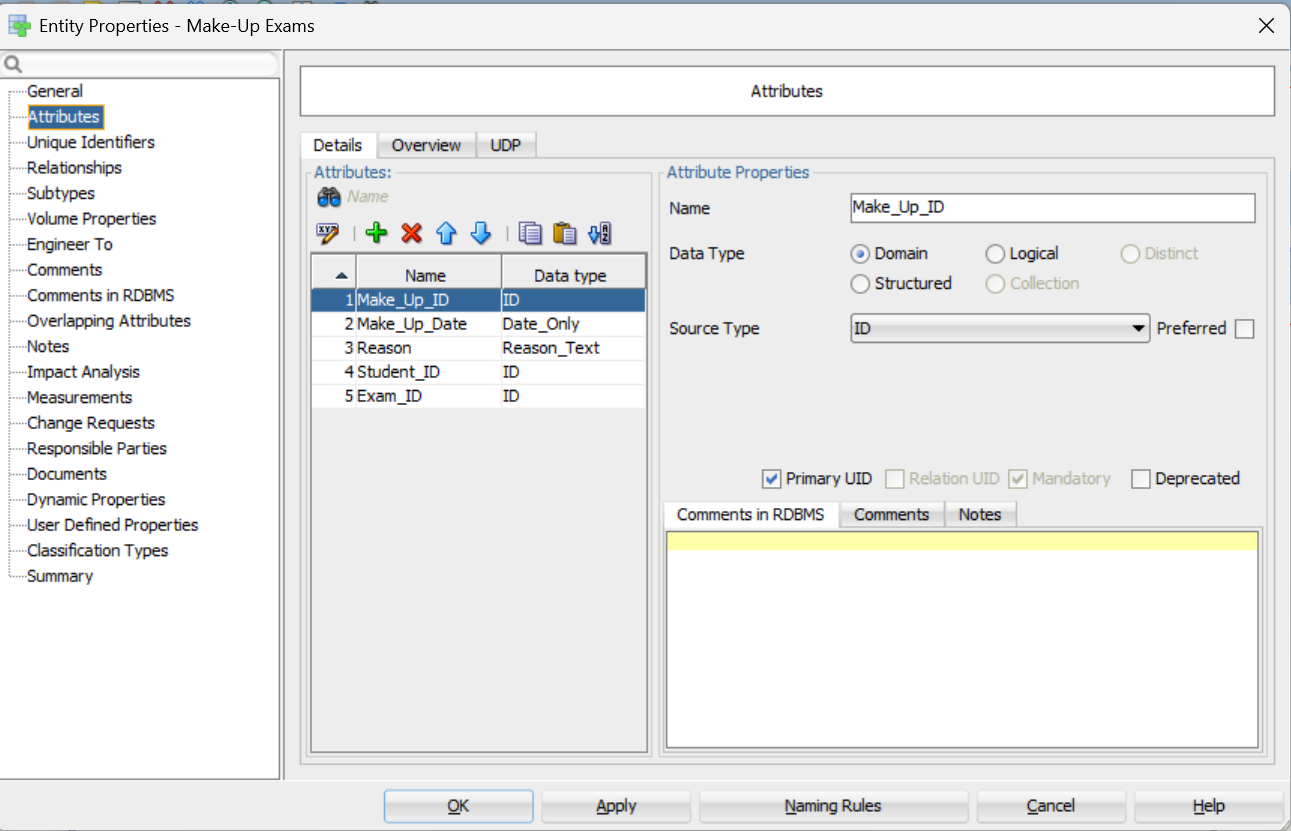 Entity Properties - Make-Up Exams
General
Attributes
Unique Identifiers
Relationships
Subtypes
Volume Properties
Engineer To
Comments
Comments in RDBMS
Overlapping Attributes
Notes
Impact Analysis
Measurements
Change Requests
Responsible Parties
Documents
Dynamic Properties
User Defined Properties
Classification Types
Summary
Attributes
Details Overview UDP
Attributes:
Name
XYZ
Name Data type
1 Make_Up_ID ID
2 Make_Up_Date Date_Only
3 Reason Reason_Text
4 Student_ID ID
5 Exam_ID ID
Attribute Properties
Name Make_Up_ID
Data Type Domain Logical Distinct
Structured Collection
Source Type ID Preferred
Primary UID Relation UID Mandatory Deprecated
Comments in RDBMS Comments Notes
OK Apply Naming Rules Cancel Help